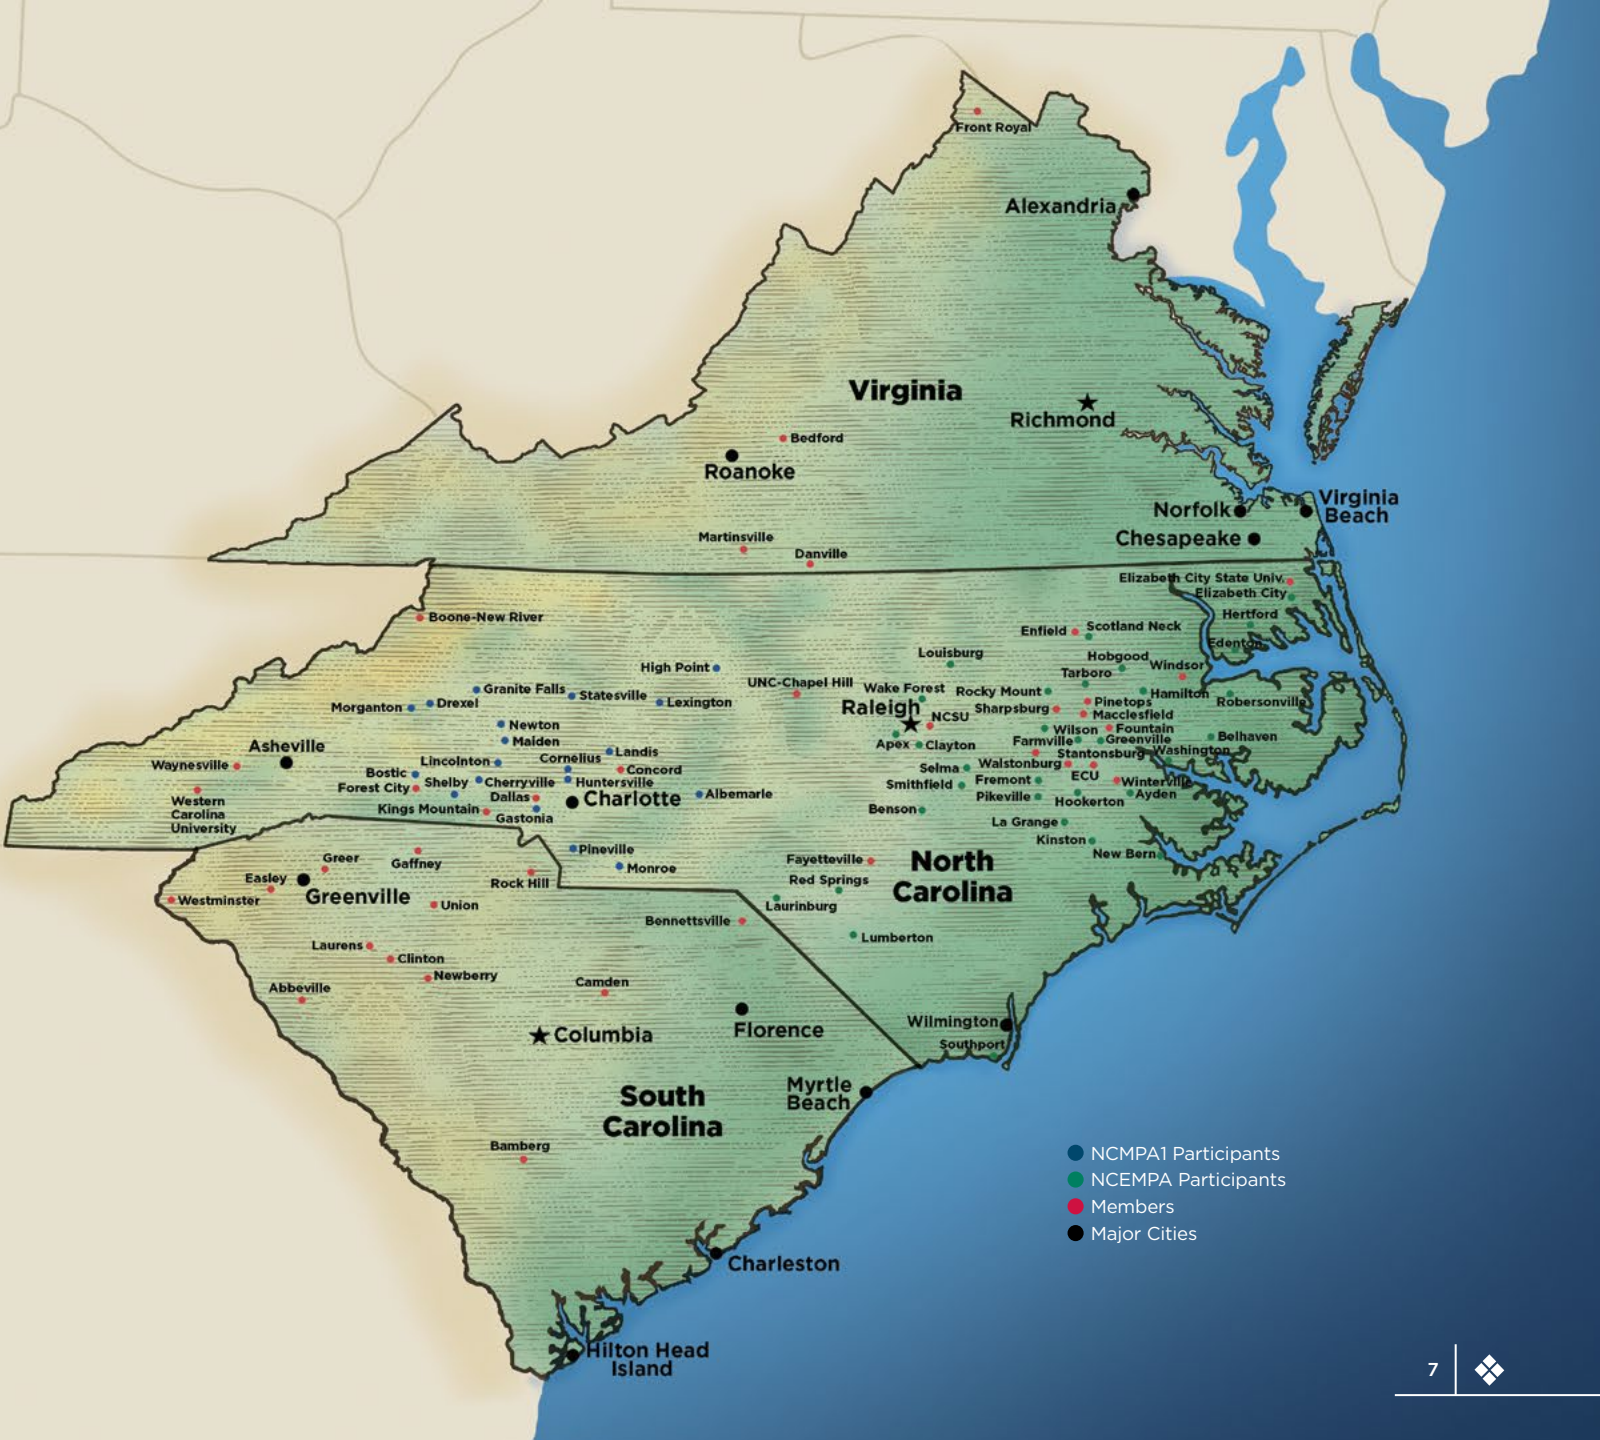 Front Royal
Alexandria
Virginia
Richmond
Bedford
Roanoke
Norfolk
Virginia
Beach
Chesapeake
Martinsville
Danville
Elizabeth City State Univ.
Elizabeth City
Hertford
Edenton
Boone-New River
Enfield
Scotland Neck
Louisburg
Hobgood
Windsor
High Point
Tarboro
UNC-Chapel Hill
Wake Forest
Rocky Mount
Hamilton
Granite Falls
Statesville
Lexington
Robersonville
Morganton
Drexel
Raleigh
Sharpsburg
Pinetops
Macclesfield
NCSU
Newton
Wilson
Fountain
Maiden
Apex
Clayton
Farmville
Greenville
Belhaven
Asheville
Landis
Stantonsburg
Washington
Waynesville
Lincolnton
Cornelius
Concord
Selma
Walstonburg
Bostic
Shelby
Cherryville
Huntersville
Smithfield
Fremont
ECU
Winterville
Forest City
Dallas
Charlotte
Albemarle
Pikeville
Hookerton
Ayden
Western
Carolina
University
Kings Mountain
Gastonia
Benson
La Grange
Kinston
New Bern
Pineville
Monroe
Fayetteville
North
Carolina
Red Springs
Laurinburg
Lumberton
Greer
Gaffney
Easley
Greenville
Rock Hill
Westminster
Union
Bennettsville
Laurens
Clinton
Newberry
Abbeville
Camden
Columbia
Florence
Wilmington
Southport
Myrtle
Beach
South
Carolina
Bamberg
Charleston
Hilton Head
Island
NCMPA1 Participants
NCEMPA Participants
Members
Major Cities
7